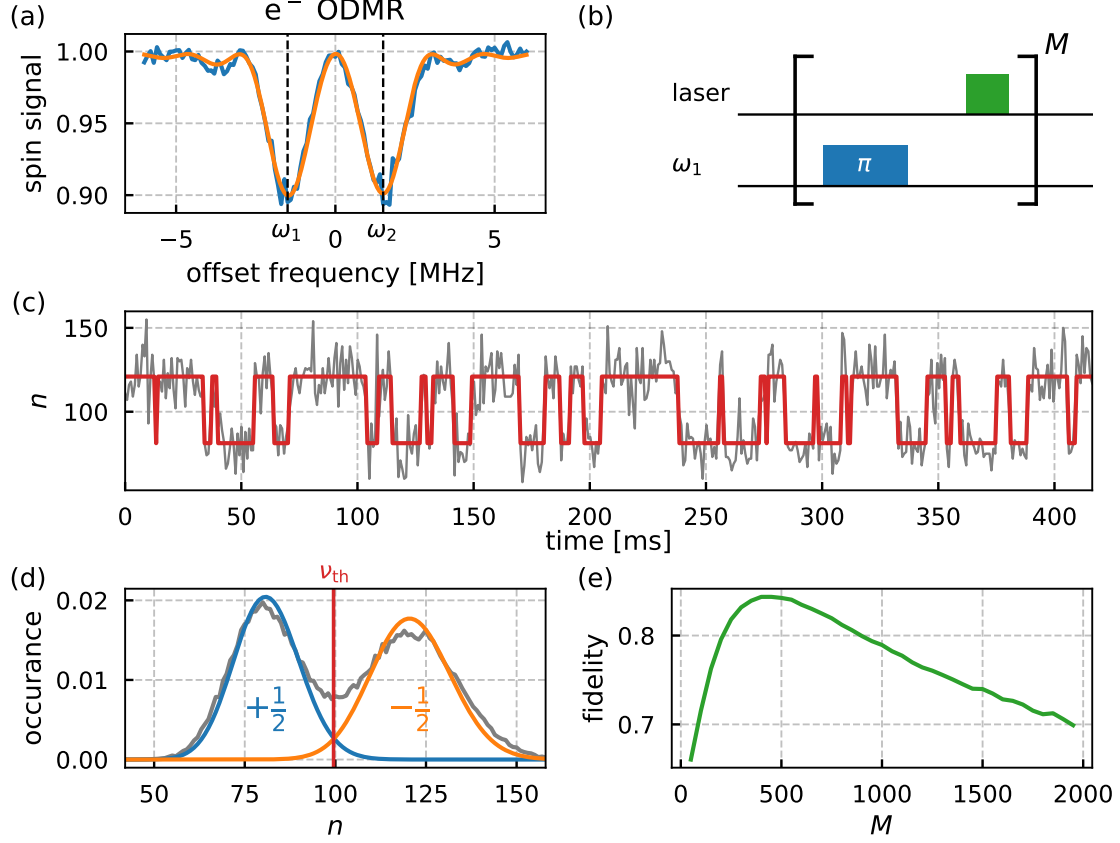 (a)
e⁻ ODMR
spin signal
1.00
0.95
0.90
−5
ω₁
0
ω₂
5
offset frequency [MHz]
(b)
laser
ω₁
π
M
(c)
n
150
100
0
50
100
150
200
250
300
350
400
time [ms]
(d)
ν_th
occurance
0.02
0.01
0.00
+1/2
−1/2
50
75
100
125
150
n
(e)
fidelity
0.8
0.7
0
500
1000
1500
2000
M